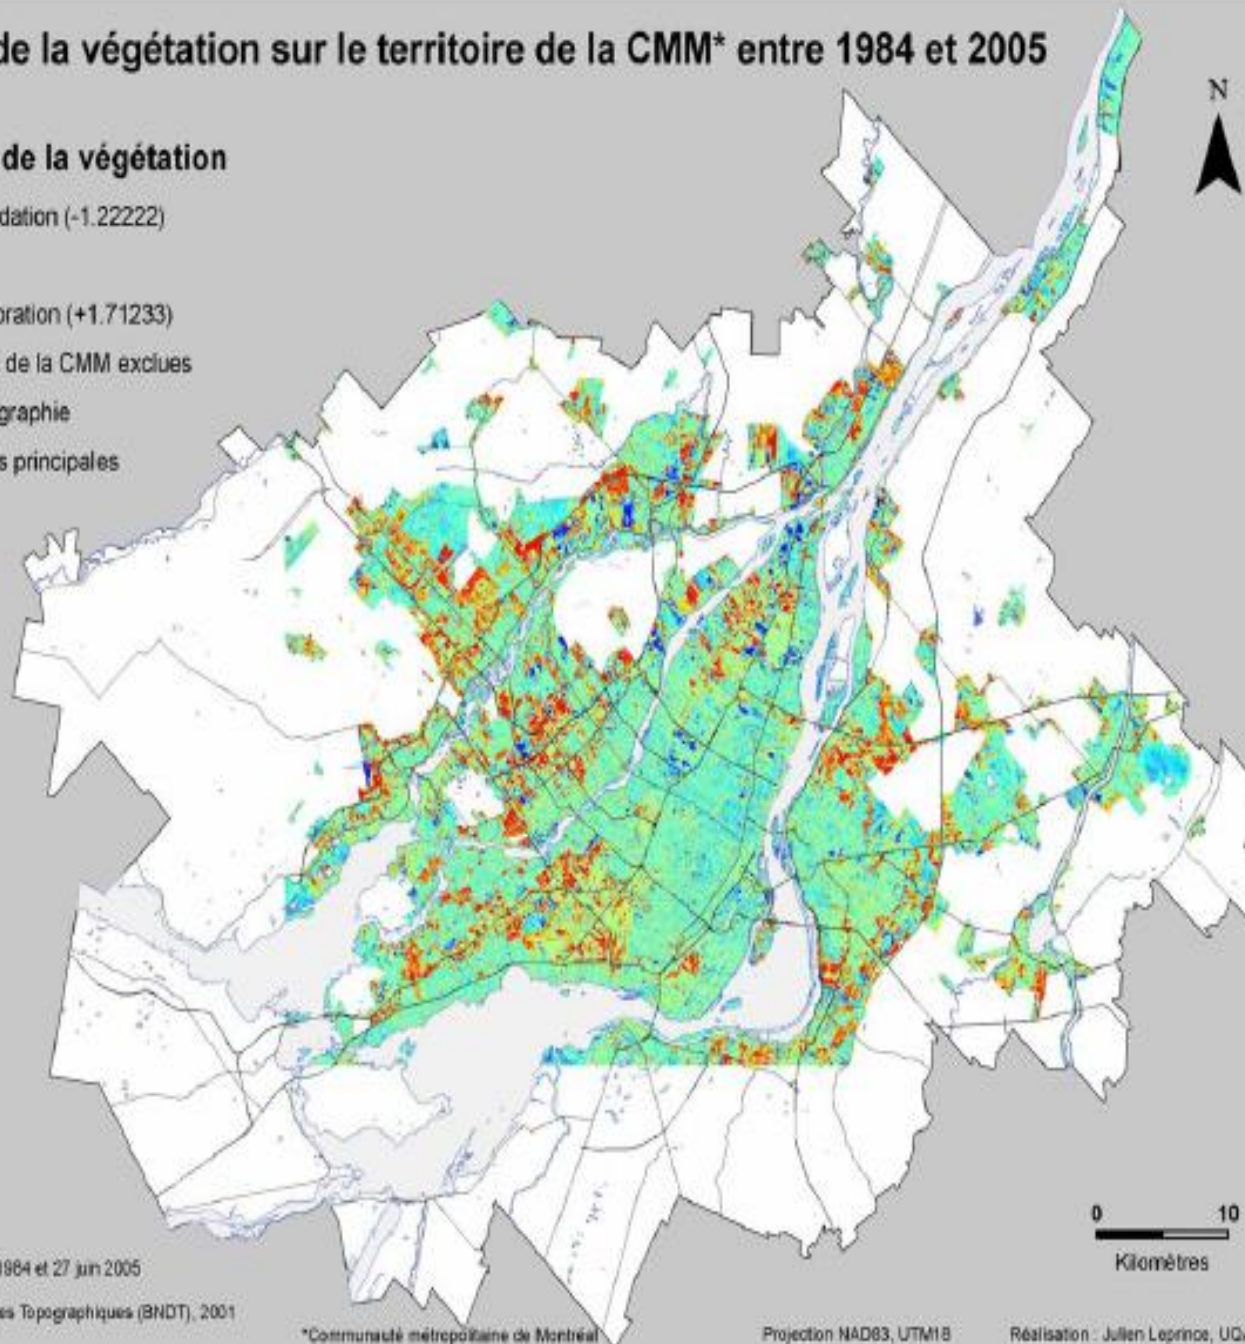 de la végétation sur le territoire de la CMM* entre 1984 et 2005
N
de la végétation
dation (-1.22222)
oration (+1.71233)
de la CMM exclues
graphie
s principales
0 10
Kilomètres
1984 et 27 juin 2005
es Topographiques (BNDT), 2001
*Communauté métropolitaine de Montréal
Projection NAD83, UTM18
Réalisation : Julien Leprince, UQ